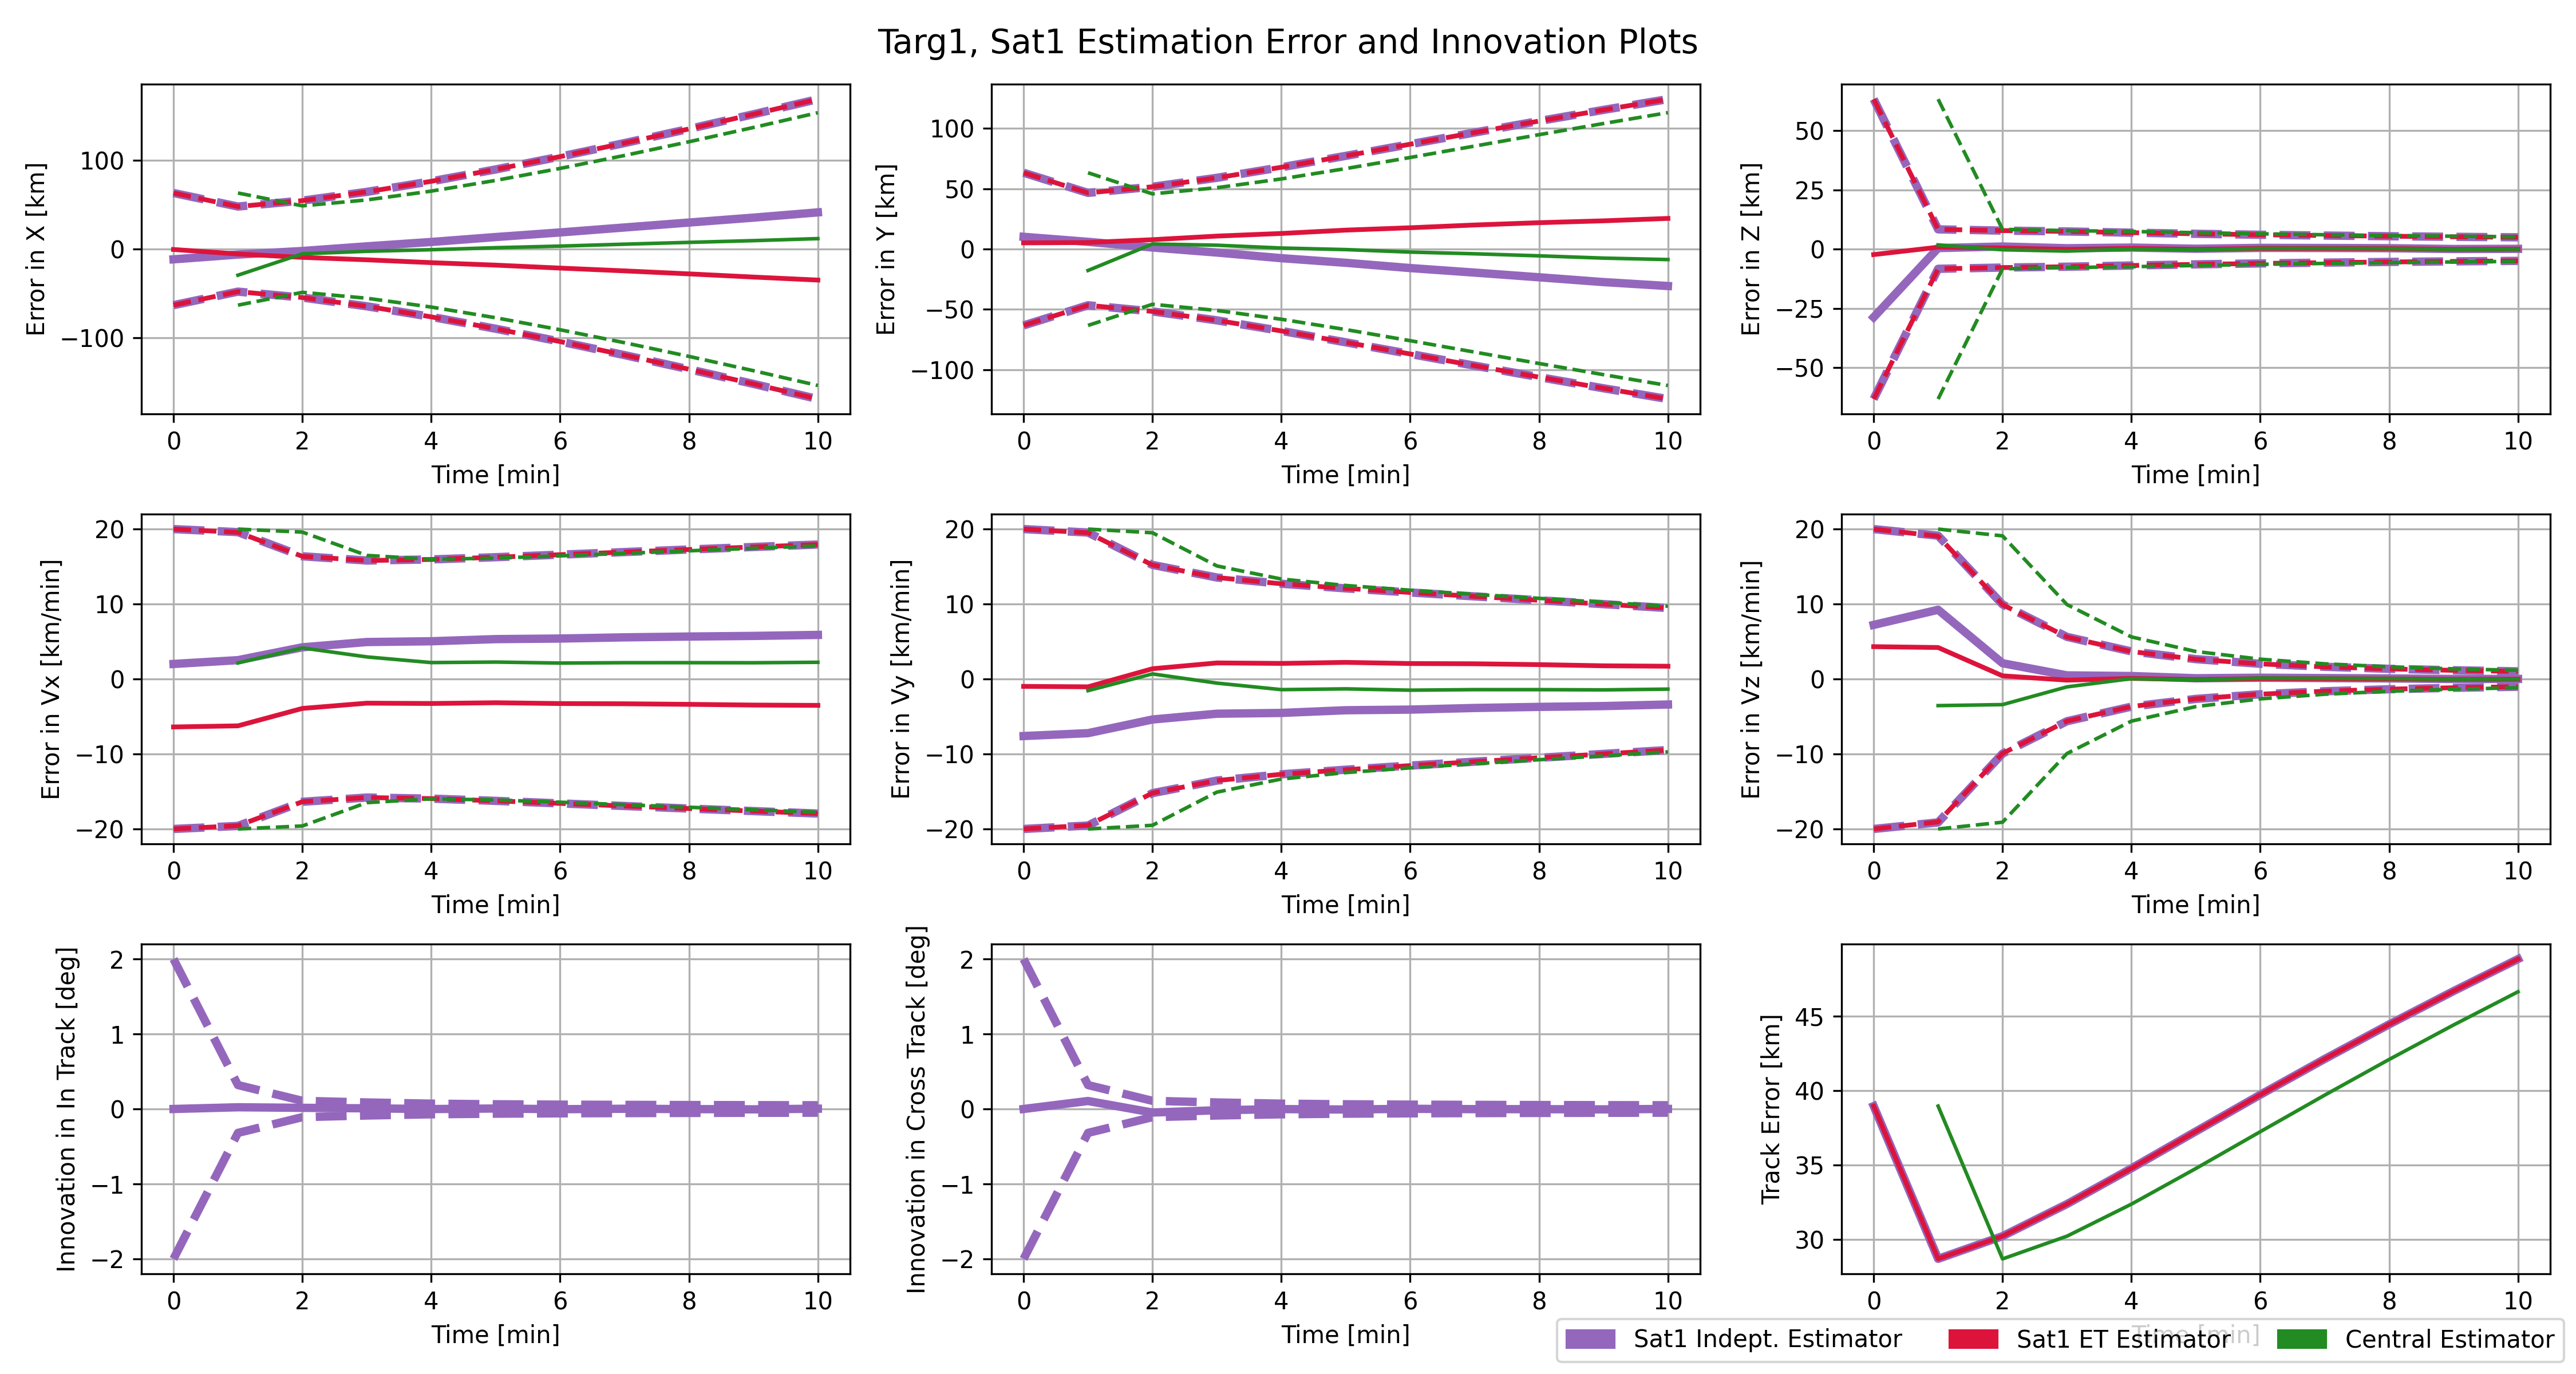 Targ1, Sat1 Estimation Error and Innovation Plots
Error in X [km]
100
0
−100
0 2 4 6 8 10
Time [min]
Error in Y [km]
100
50
0
−50
−100
0 2 4 6 8 10
Time [min]
Error in Z [km]
50
25
0
−25
−50
0 2 4 6 8 10
Time [min]
Error in Vx [km/min]
20
10
0
−10
−20
0 2 4 6 8 10
Time [min]
Error in Vy [km/min]
20
10
0
−10
−20
0 2 4 6 8 10
Time [min]
Error in Vz [km/min]
20
10
0
−10
−20
0 2 4 6 8 10
Time [min]
Innovation in In Track [deg]
2
1
0
−1
−2
0 2 4 6 8 10
Time [min]
Innovation in Cross Track [deg]
2
1
0
−1
−2
0 2 4 6 8 10
Time [min]
Track Error [km]
45
40
35
30
0 2 4 6 8 10
Time [min]
Sat1 Indept. Estimator
Sat1 ET Estimator
Central Estimator